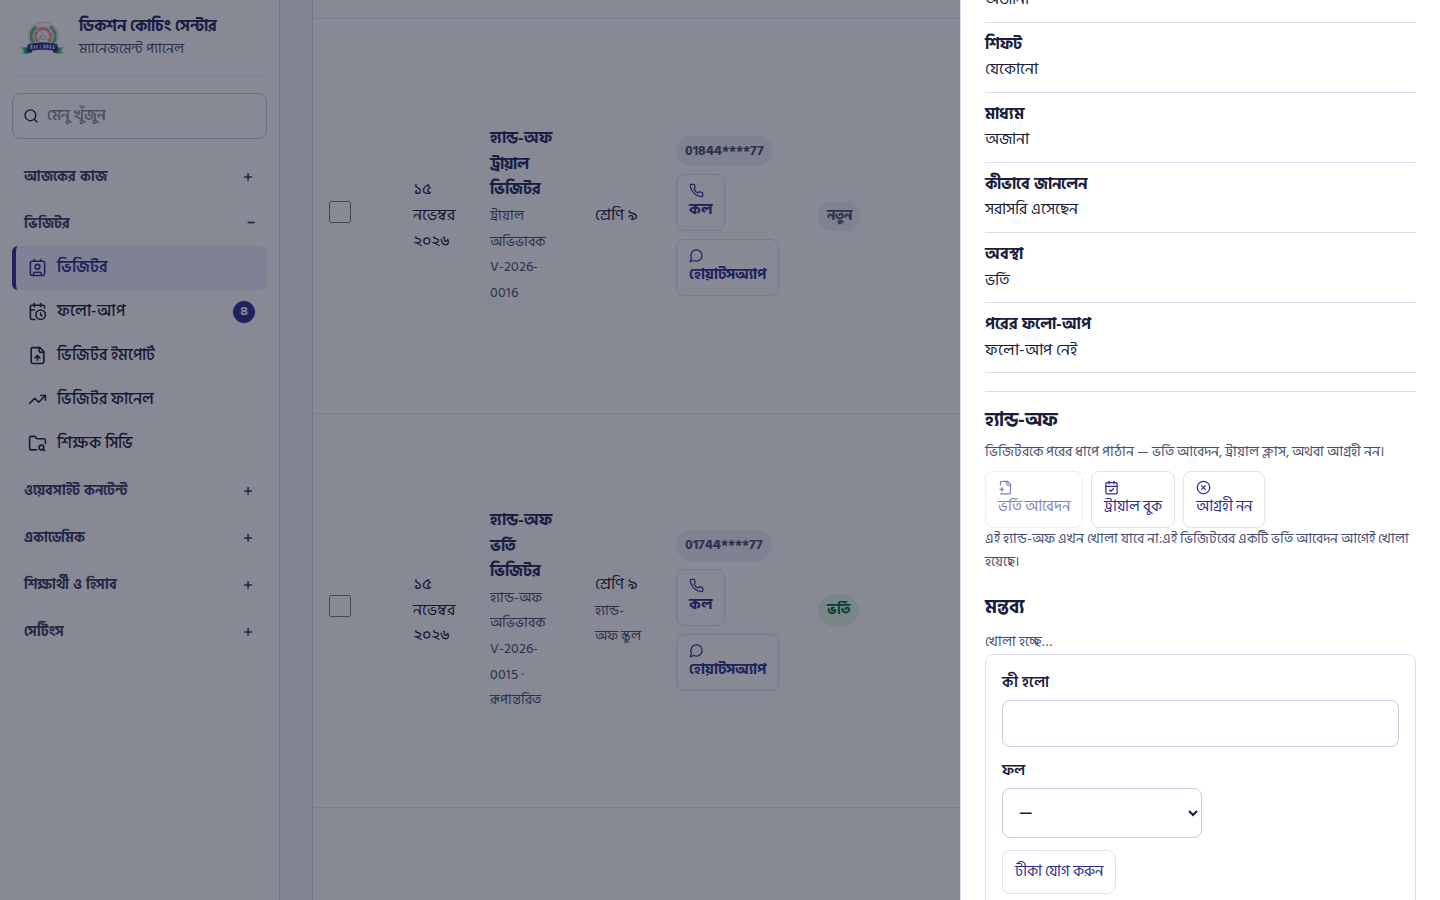 ডিকশন কোচিং সেন্টার
ম্যানেজমেন্ট প্যানেল
মেনু খুঁজুন
আজকের কাজ +
ভিজিটর −
ভিজিটর
ফলো-আপ 8
ভিজিটর ইমপোর্ট
ভিজিটর ফানেল
শিক্ষক সিভি
ওয়েবসাইট কনটেন্ট +
একাডেমিক +
শিক্ষার্থী ও হিসাব +
সেটিংস +
১৫
নভেম্বর
২০২৬
হ্যান্ড-অফ
ট্রায়াল
ভিজিটর
ট্রায়াল
অভিভাবক
V-2026-
0016
শ্রেণি ৯
01844****77
কল
হোয়াটসঅ্যাপ
নতুন
১৫
নভেম্বর
২০২৬
হ্যান্ড-অফ
ভর্তি
ভিজিটর
হ্যান্ড-অফ
অভিভাবক
V-2026-
0015 ·
রূপান্তরিত
শ্রেণি ৯
হ্যান্ড-
অফ স্কুল
01744****77
কল
হোয়াটসঅ্যাপ
ভর্তি
অজানা
শিফট
যেকোনো
মাধ্যম
অজানা
কীভাবে জানলেন
সরাসরি এসেছেন
অবস্থা
ভর্তি
পরের ফলো-আপ
ফলো-আপ নেই
হ্যান্ড-অফ
ভিজিটরকে পরের ধাপে পাঠান — ভর্তি আবেদন, ট্রায়াল ক্লাস, অথবা আগ্রহী নন।
ভর্তি আবেদন
ট্রায়াল বুক
আগ্রহী নন
এই হ্যান্ড-অফ এখন খোলা যাবে না:এই ভিজিটরের একটি ভর্তি আবেদন আগেই খোলা
হয়েছে।
মন্তব্য
খোলা হচ্ছে...
কী হলো
ফল
—
টীকা যোগ করুন